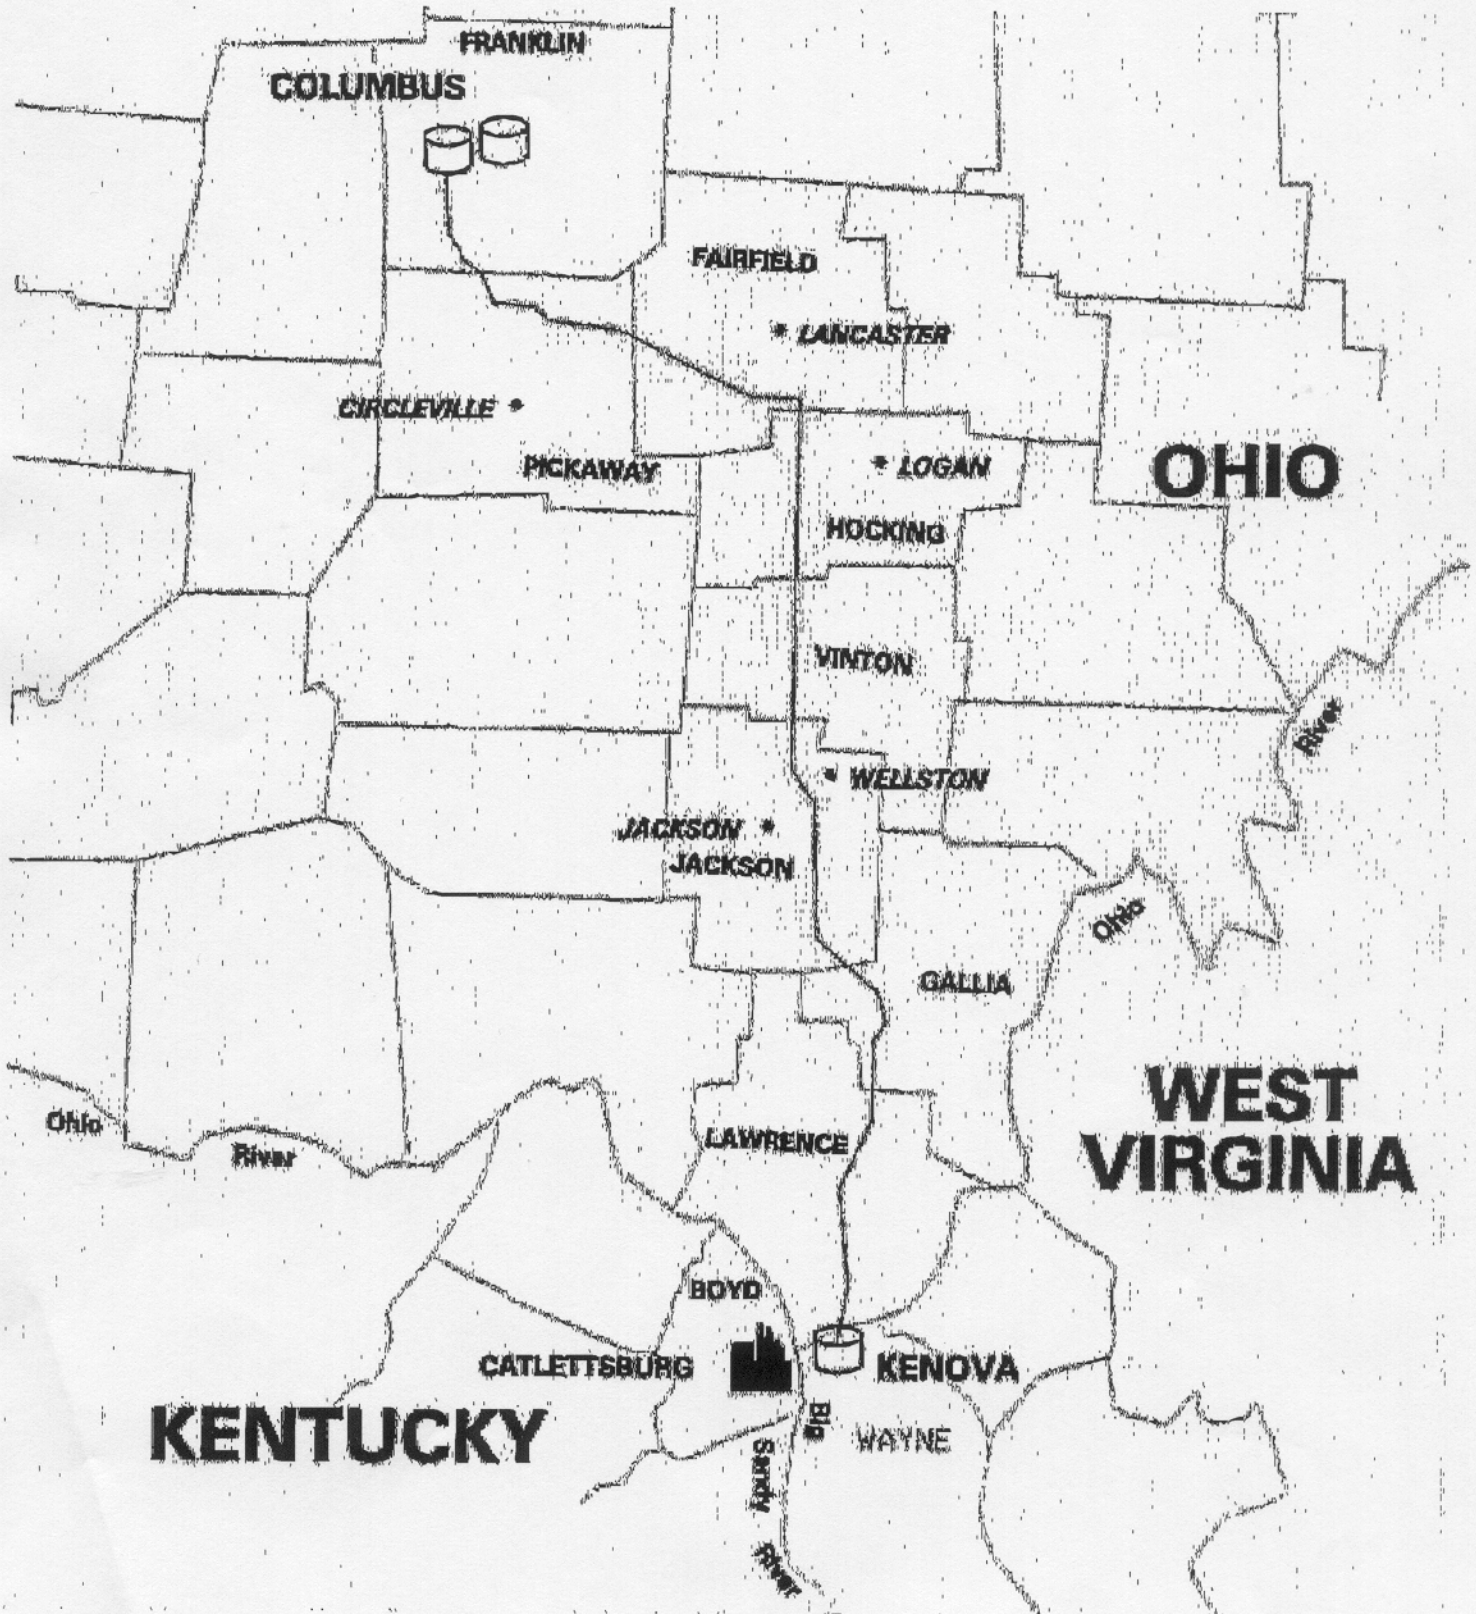 FRANKLIN
COLUMBUS
FAIRFIELD
LANCASTER
CIRCLEVILLE
PICKAWAY
LOGAN
OHIO
HOCKING
VINTON
River
WELLSTON
JACKSON
JACKSON
Ohio
GALLIA
WEST
VIRGINIA
Ohio
River
LAWRENCE
BOYD
CATLETTSBURG
KENOVA
KENTUCKY
Big
WAYNE
Sandy
River